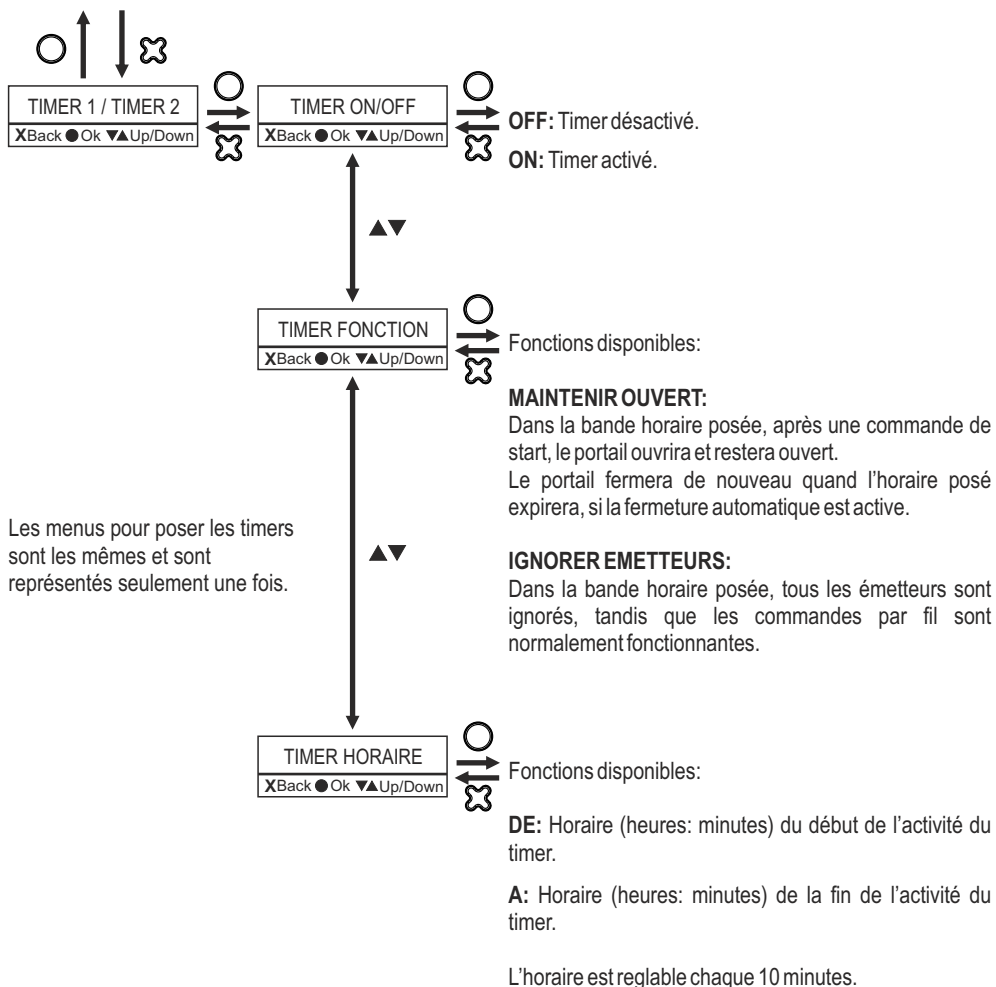 TIMER 1 / TIMER 2
XBack ● Ok ▼▲Up/Down
TIMER ON/OFF
XBack ● Ok ▼▲Up/Down
OFF: Timer désactivé.
ON: Timer activé.
▲▼
TIMER FONCTION
XBack ● Ok ▼▲Up/Down
Fonctions disponibles:
MAINTENIR OUVERT:
Dans la bande horaire posée, après une commande de
start, le portail ouvrira et restera ouvert.
Le portail fermera de nouveau quand l'horaire posé
expirera, si la fermeture automatique est active.
Les menus pour poser les timers
sont les mêmes et sont
représentés seulement une fois.
▲▼
IGNORER EMETTEURS:
Dans la bande horaire posée, tous les émetteurs sont
ignorés, tandis que les commandes par fil sont
normalement fonctionnantes.
TIMER HORAIRE
XBack ● Ok ▼▲Up/Down
Fonctions disponibles:
DE: Horaire (heures: minutes) du début de l'activité du
timer.
A: Horaire (heures: minutes) de la fin de l'activité du
timer.
L'horaire est reglable chaque 10 minutes.